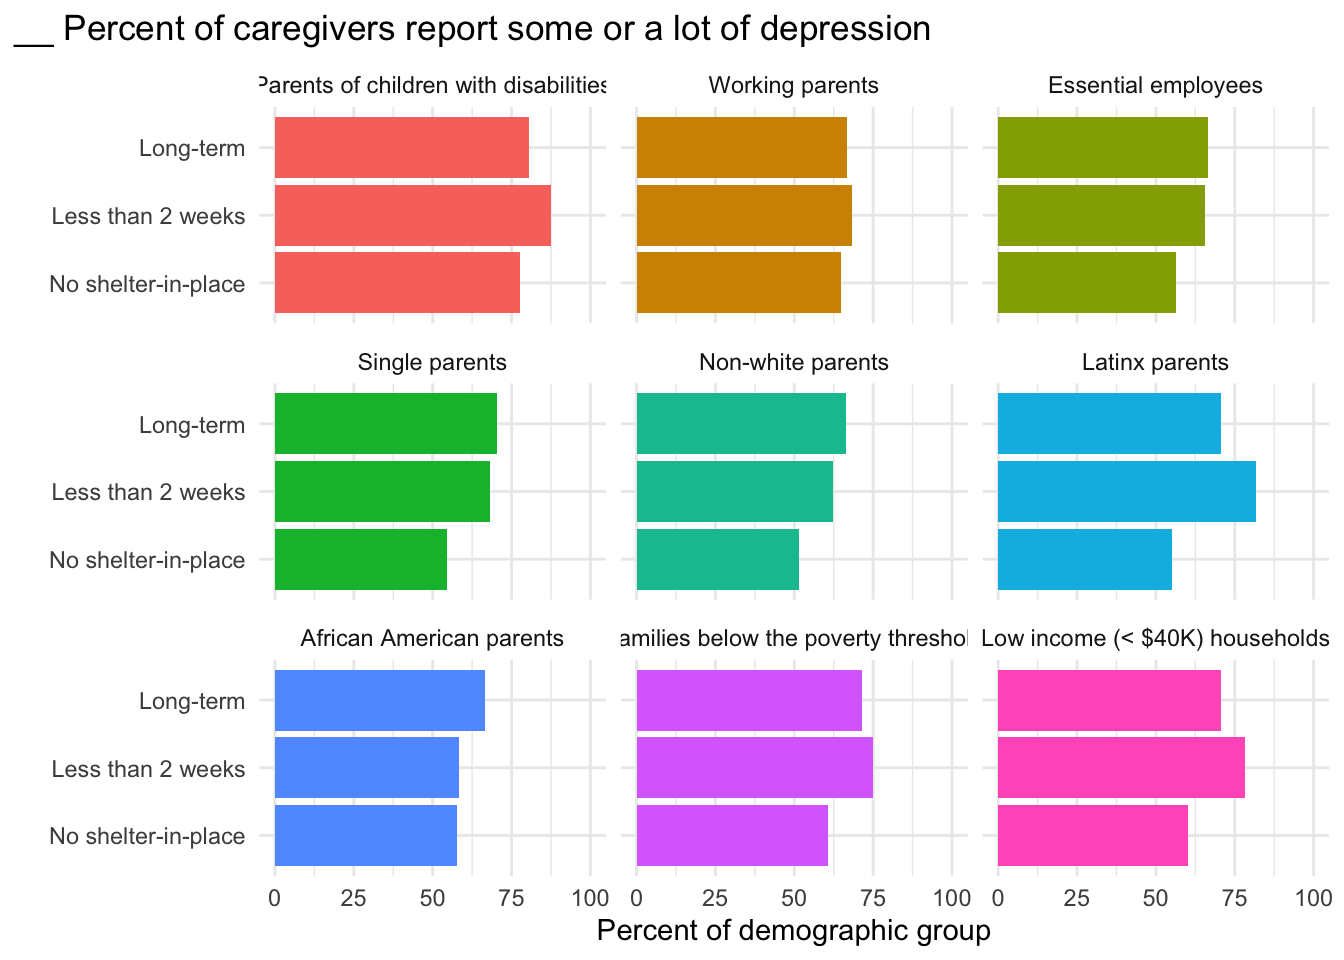 __ Percent of caregivers report some or a lot of depression
Parents of children with disabilities Working parents Essential employees
Long-term
Less than 2 weeks
No shelter-in-place
Single parents Non-white parents Latinx parents
Long-term
Less than 2 weeks
No shelter-in-place
African American parents amilies below the poverty threshol Low income (< $40K) households
Long-term
Less than 2 weeks
No shelter-in-place
0 25 50 75 100 0 25 50 75 100 0 25 50 75 100
Percent of demographic group